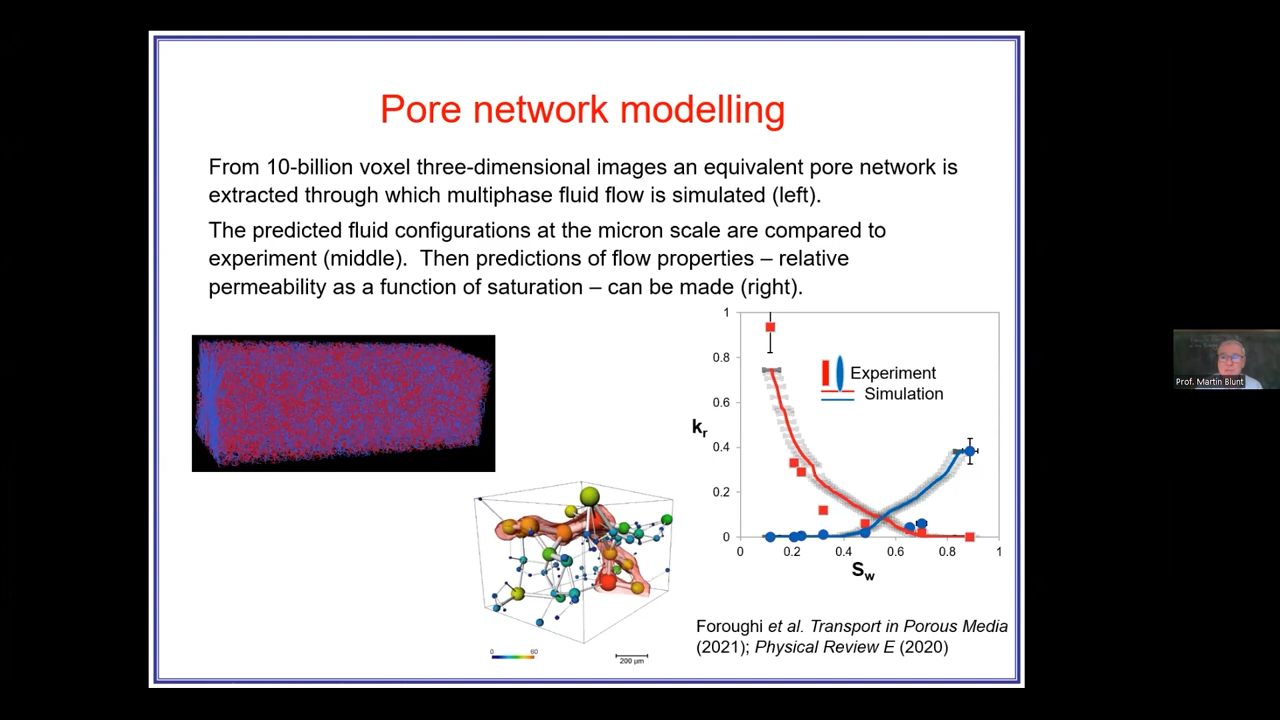 Pore network modelling
From 10-billion voxel three-dimensional images an equivalent pore network is
extracted through which multiphase fluid flow is simulated (left).
The predicted fluid configurations at the micron scale are compared to
experiment (middle).  Then predictions of flow properties – relative
permeability as a function of saturation – can be made (right).
1
0.8
0.6
0.4
0.2
0
kr
Experiment
Simulation
0 0.2 0.4 0.6 0.8 1
Sw
0 60
200 μm
Foroughi et al. Transport in Porous Media
(2021); Physical Review E (2020)
Prof. Martin Blunt